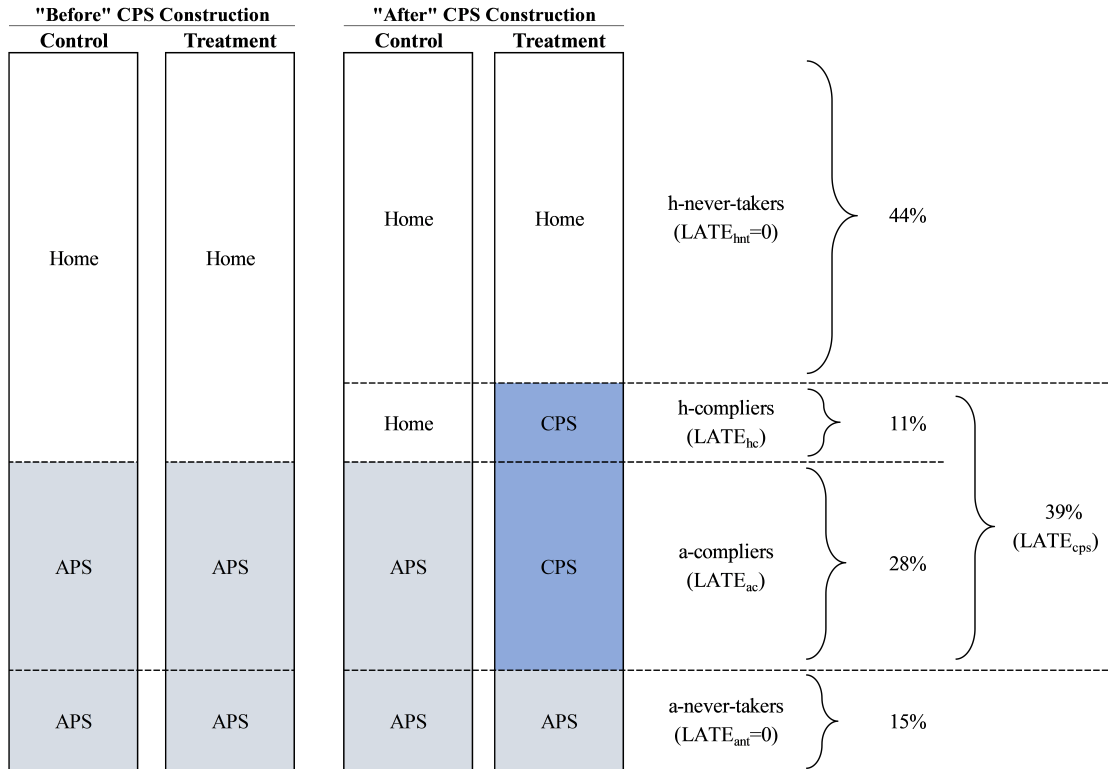 "Before" CPS Construction
"After" CPS Construction
Control
Treatment
Control
Treatment
Home
Home
Home
Home
h-never-takers
(LATEhnt=0)
44%
Home
CPS
h-compliers
(LATEhc)
11%
39%
(LATEcps)
APS
APS
APS
CPS
a-compliers
(LATEac)
28%
APS
APS
APS
APS
a-never-takers
(LATEant=0)
15%